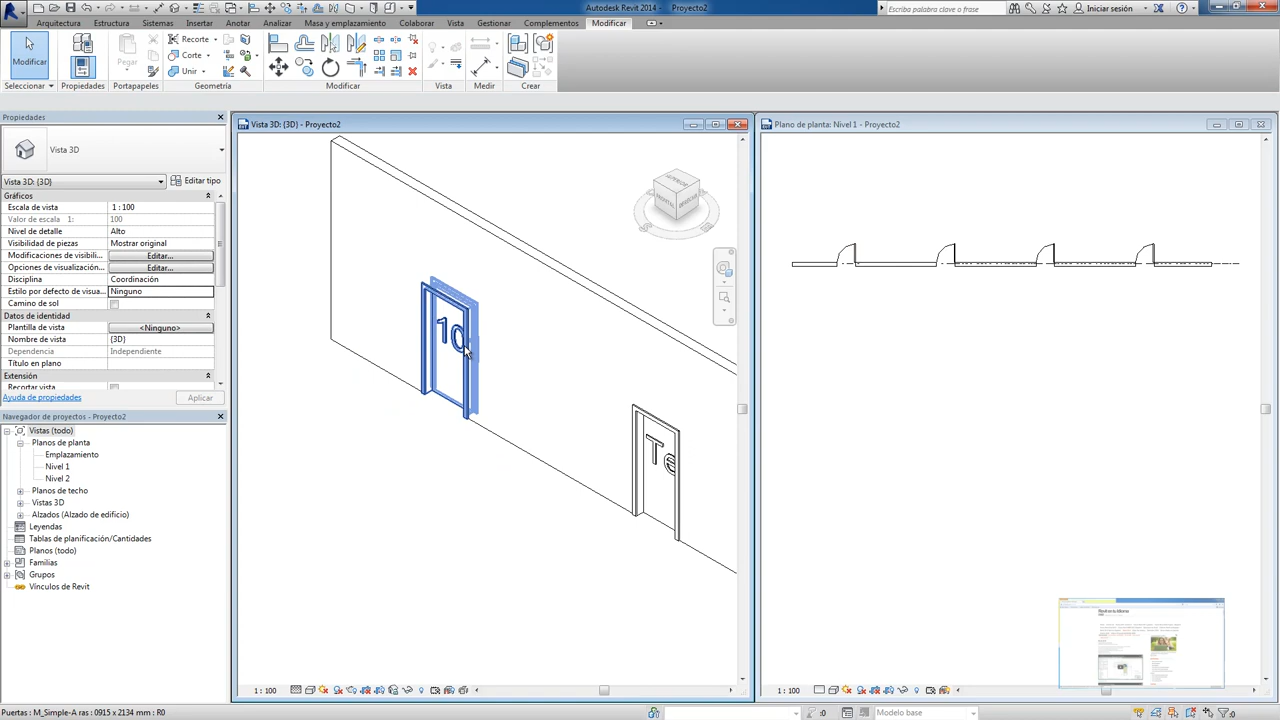 Autodesk Revit 2014 - Proyecto2
Escriba palabra clave o frase
Iniciar sesión
Arquitectura Estructura Sistemas Insertar Anotar Analizar Masa y emplazamiento Colaborar Vista Gestionar Complementos Modificar
Modificar
Pegar
Recorte
Corte
Unir
Seleccionar Propiedades Portapapeles Geometría Modificar Vista Medir Crear
Propiedades
Vista 3D
Vista 3D: {3D} Editar tipo
Gráficos
Escala de vista 1 : 100
Valor de escala 1: 100
Nivel de detalle Alto
Visibilidad de piezas Mostrar original
Modificaciones de visibili... Editar...
Opciones de visualización... Editar...
Disciplina Coordinación
Estilo por defecto de visua... Ninguno
Camino de sol
Datos de identidad
Plantilla de vista <Ninguno>
Nombre de vista {3D}
Dependencia Independiente
Título en plano
Extensión
Recortar vista
Ayuda de propiedades Aplicar
Navegador de proyectos - Proyecto2
Vistas (todo)
Planos de planta
Emplazamiento
Nivel 1
Nivel 2
Planos de techo
Vistas 3D
Alzados (Alzado de edificio)
Leyendas
Tablas de planificación/Cantidades
Planos (todo)
Familias
Grupos
Vínculos de Revit
Vista 3D: {3D} - Proyecto2
SUPERIOR
10
Te
1 : 100
Plano de planta: Nivel 1 - Proyecto2
1 : 100
Puertas : M_Simple-A ras : 0915 x 2134 mm : R0
:0
Modelo base
:0